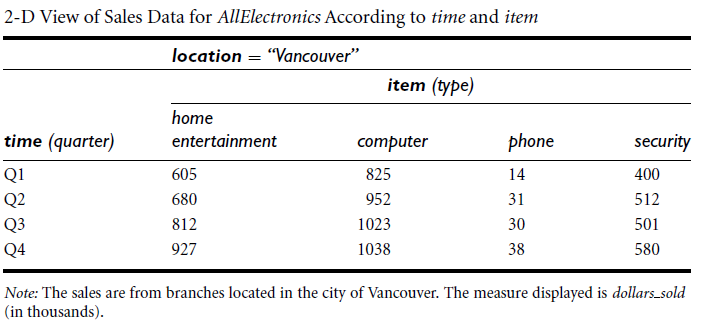 2-D View of Sales Data for AllElectronics According to time and item
location = “Vancouver”
item (type)
home
time (quarter) entertainment computer phone security
Q1 605 825 14 400
Q2 680 952 31 512
Q3 812 1023 30 501
Q4 927 1038 38 580
Note: The sales are from branches located in the city of Vancouver. The measure displayed is dollars_sold
(in thousands).